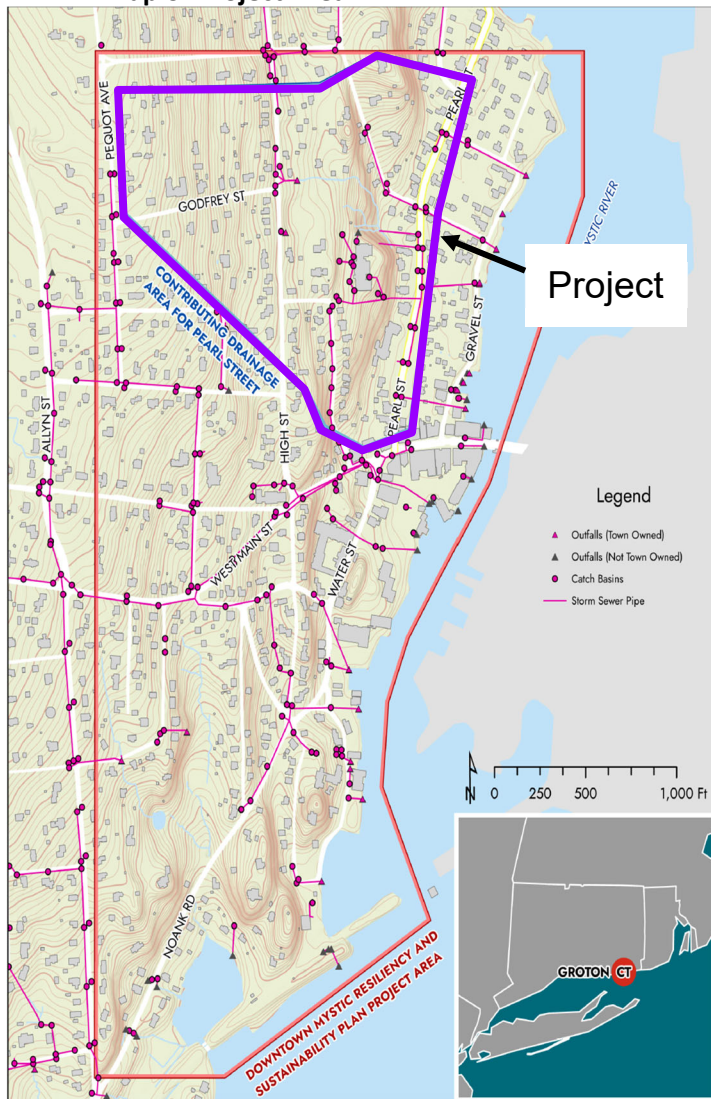 PEQUOT AVE
PEARL ST
GODFREY ST
MYSTIC RIVER
Project
CONTRIBUTING DRAINAGE
AREA FOR PEARL STREET
GRAVEL ST
PEARL ST
HIGH ST
ALLYN ST
Legend
Outfalls (Town Owned)
Outfalls (Not Town Owned)
Catch Basins
Storm Sewer Pipe
WEST MAIN ST
WATER ST
N
0 250 500 1,000 Ft
NOANK RD
DOWNTOWN MYSTIC RESILIENCY AND
SUSTAINABILITY PLAN PROJECT AREA
GROTON CT